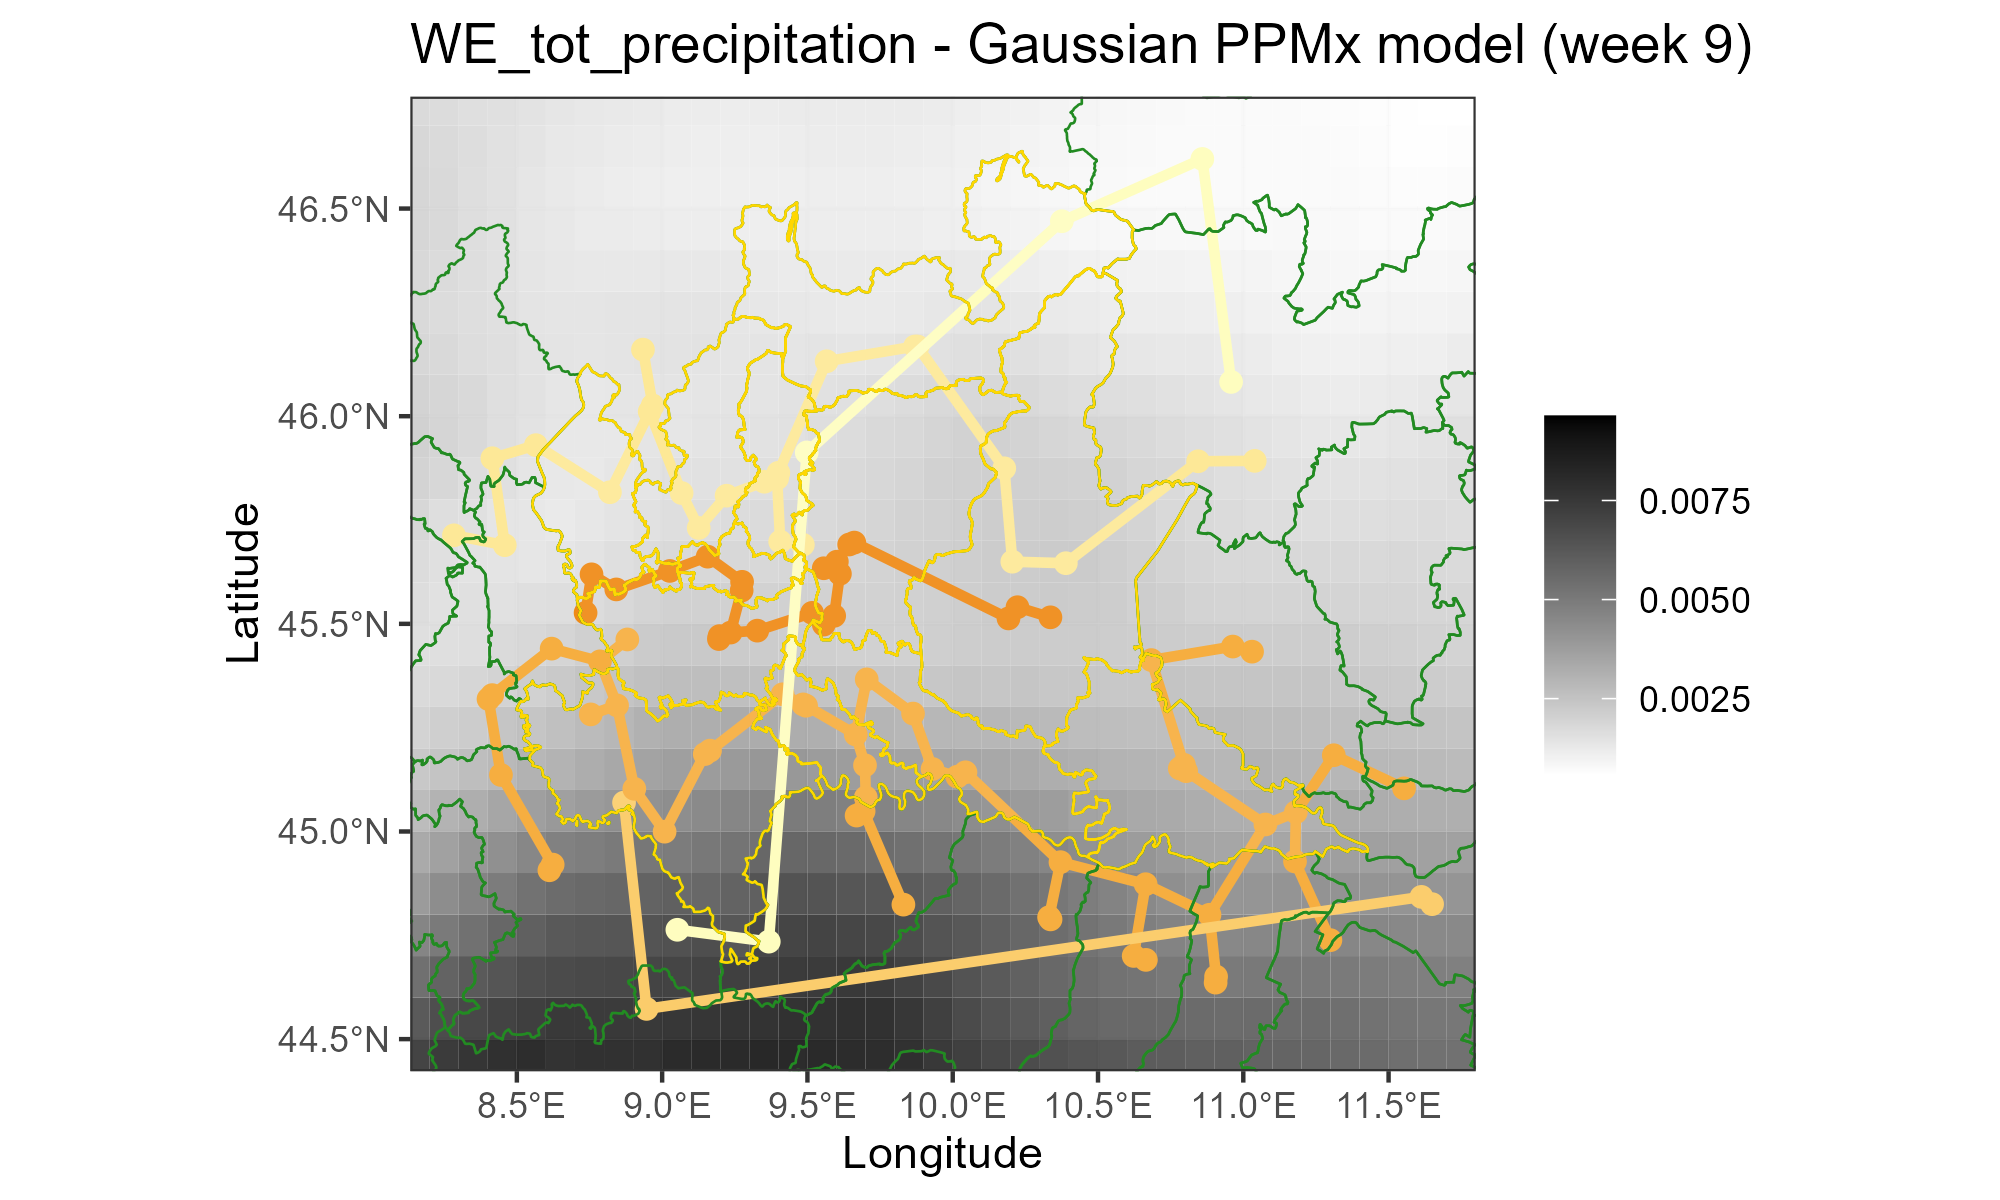 WE_tot_precipitation - Gaussian PPMx model (week 9)
46.5°N
46.0°N
45.5°N
45.0°N
44.5°N
Latitude
8.5°E 9.0°E 9.5°E 10.0°E 10.5°E 11.0°E 11.5°E
Longitude
0.0075
0.0050
0.0025